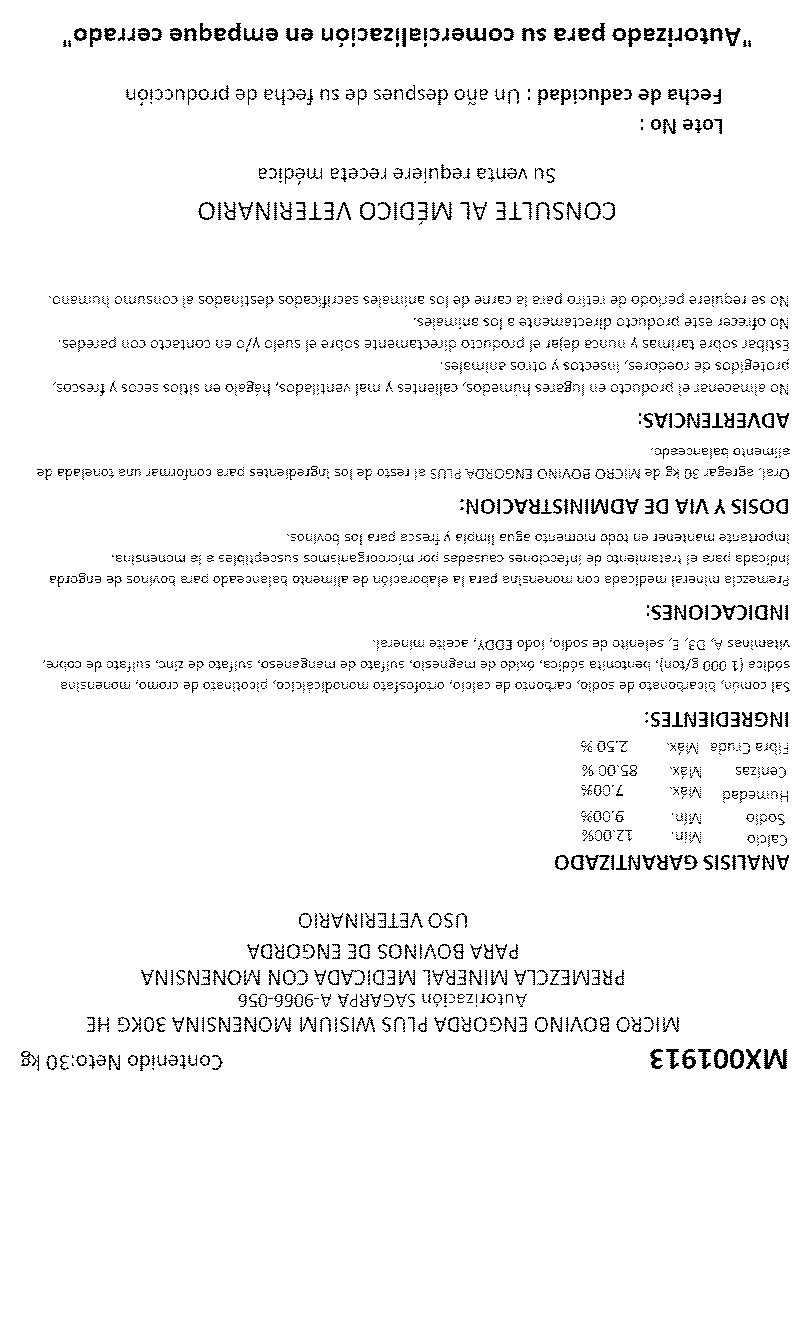 MX001913 Contenido Neto:30 kg
MICRO BOVINO ENGORDA PLUS WISIUM MONENSINA 30KG HE
Autorización SAGARPA A-9066-056
PREMEZCLA MINERAL MEDICADA CON MONENSINA
PARA BOVINOS DE ENGORDA
USO VETERINARIO
ANALISIS GARANTIZADO
Calcio Min. 12.00%
Sodio Min. 9.00%
Humedad Máx. 7.00%
Cenizas Máx. 85.00 %
Fibra Cruda Máx. 2.50 %
INGREDIENTES:
Sal común, bicarbonato de sodio, carbonto de calcio, ortofosfato monodicálcico, picolinato de cromo, monensina
sódica (1 000 g/ton), bentonita sódica, óxido de magnesio, sulfato de manganeso, sulfato de zinc, sulfato de cobre,
vitaminas A, D3, E, selenito de sodio, iodo EDDY, aceite mineral.
INDICACIONES:
Premezcla mineral medicada con monensina para la elaboración de alimento balanceado para bovinos de engorda
indicada para el tratamiento de infecciones causadas por microorganismos susceptibles a la monensina.
Importante mantener en todo momento agua limpia y fresca para los bovinos.
DOSIS Y VIA DE ADMINISTRACION:
Oral, agregar 30 kg de MICRO BOVINO ENGORDA PLUS al resto de los ingredientes para conformar una tonelada de
alimento balanceado.
ADVERTENCIAS:
No almacenar el producto en lugares húmedos, calientes y mal ventilados, hágalo en sitios secos y frescos,
protegidos de roedores, insectos y otros animales.
Estibar sobre tarimas y nunca dejar el producto directamente sobre el suelo y/o en contacto con paredes.
No ofrecer este producto directamente a los animales.
No se requiere periodo de retiro para la carne de los animales sacrificados destinados al consumo humano.
CONSULTE AL MÉDICO VETERINARIO
Su venta requiere receta médica
Lote No :
Fecha de caducidad : Un año despues de su fecha de producción
"Autorizado para su comercialización en empaque cerrado"